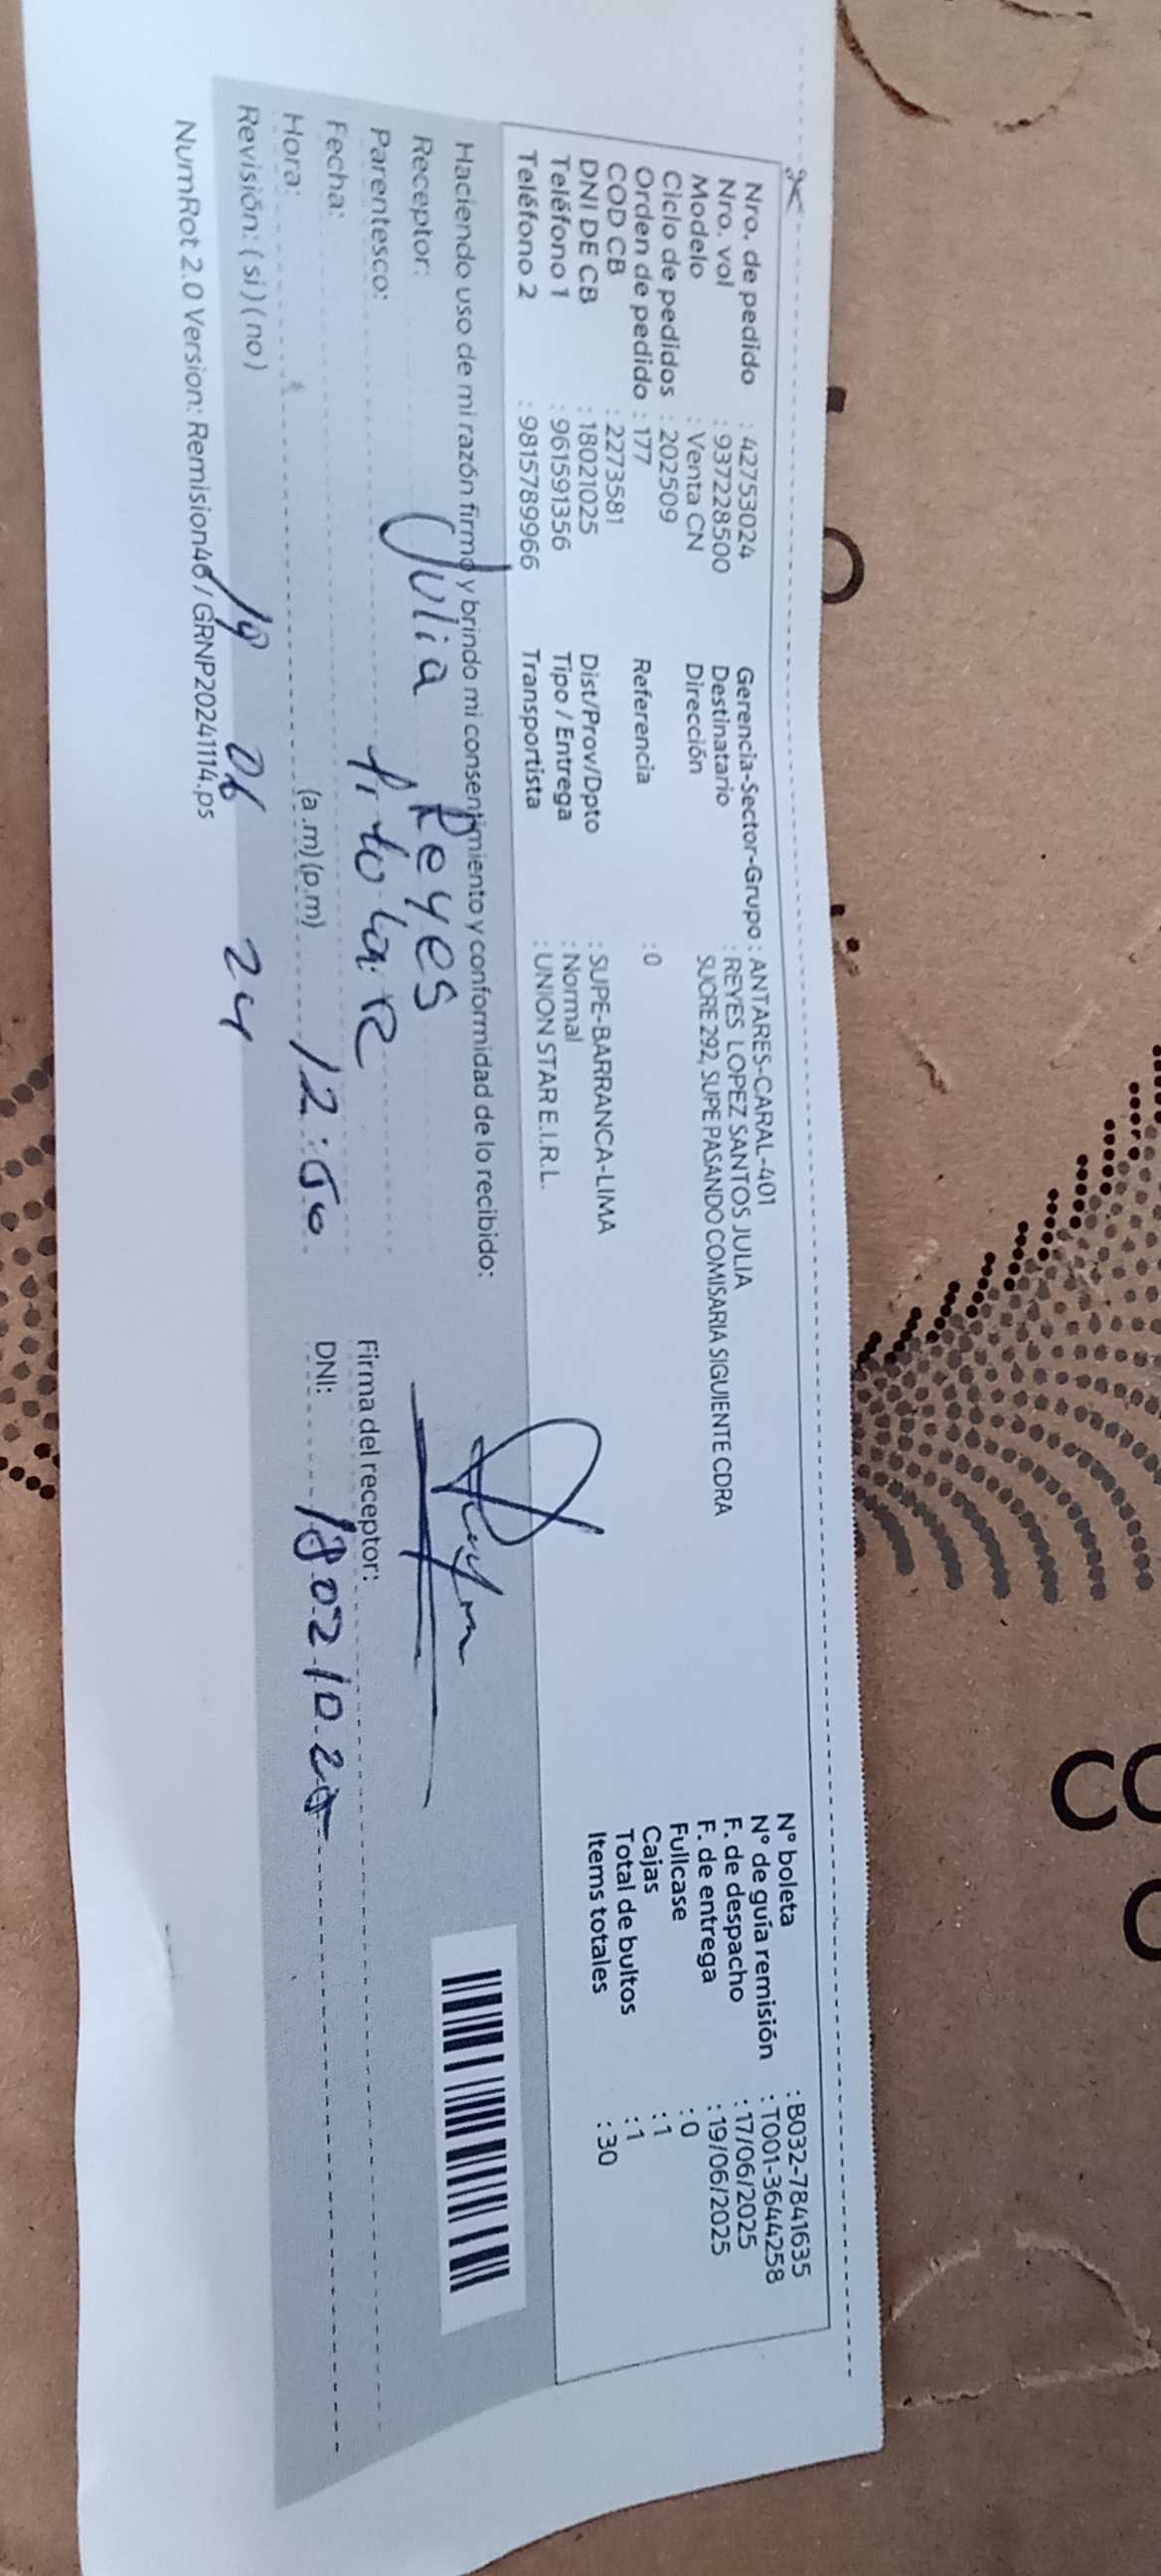 Nro. de pedido : 42753024
Nro. vol : 937228500
Modelo : Venta CN
Ciclo de pedidos : 202509
Orden de pedido : 177
COD CB : 2273581
DNI DE CB : 18021025
Teléfono 1 : 961591356
Teléfono 2 : 9815789966
Gerencia-Sector-Grupo : ANTARES-CARAL-401
Destinatario : REYES LOPEZ SANTOS JULIA
Dirección SUCRE 292, SUPE PASANDO COMISARIA SIGUIENTE CDRA
Referencia : 0
Dist/Prov/Dpto : SUPE-BARRANCA-LIMA
Tipo / Entrega : Normal
Transportista : UNION STAR E.I.R.L.
N° boleta : B032-7841635
N° de guía remisión : T001-3644258
F. de despacho : 17/06/2025
F. de entrega : 19/06/2025
Fullcase : 0
Cajas : 1
Total de bultos : 1
Items totales : 30
Haciendo uso de mi razón firmo y brindo mi consentimiento y conformidad de lo recibido:
Receptor: Julia Reyes
Parentesco:
Fecha:
Hora: (a.m)(p.m) 12:50
Revisión: (si)(no) 19 06 24
Firma del receptor:
DNI: 18021025
NumRot 2.0 Version: Remision46 / GRNP20241114.ps